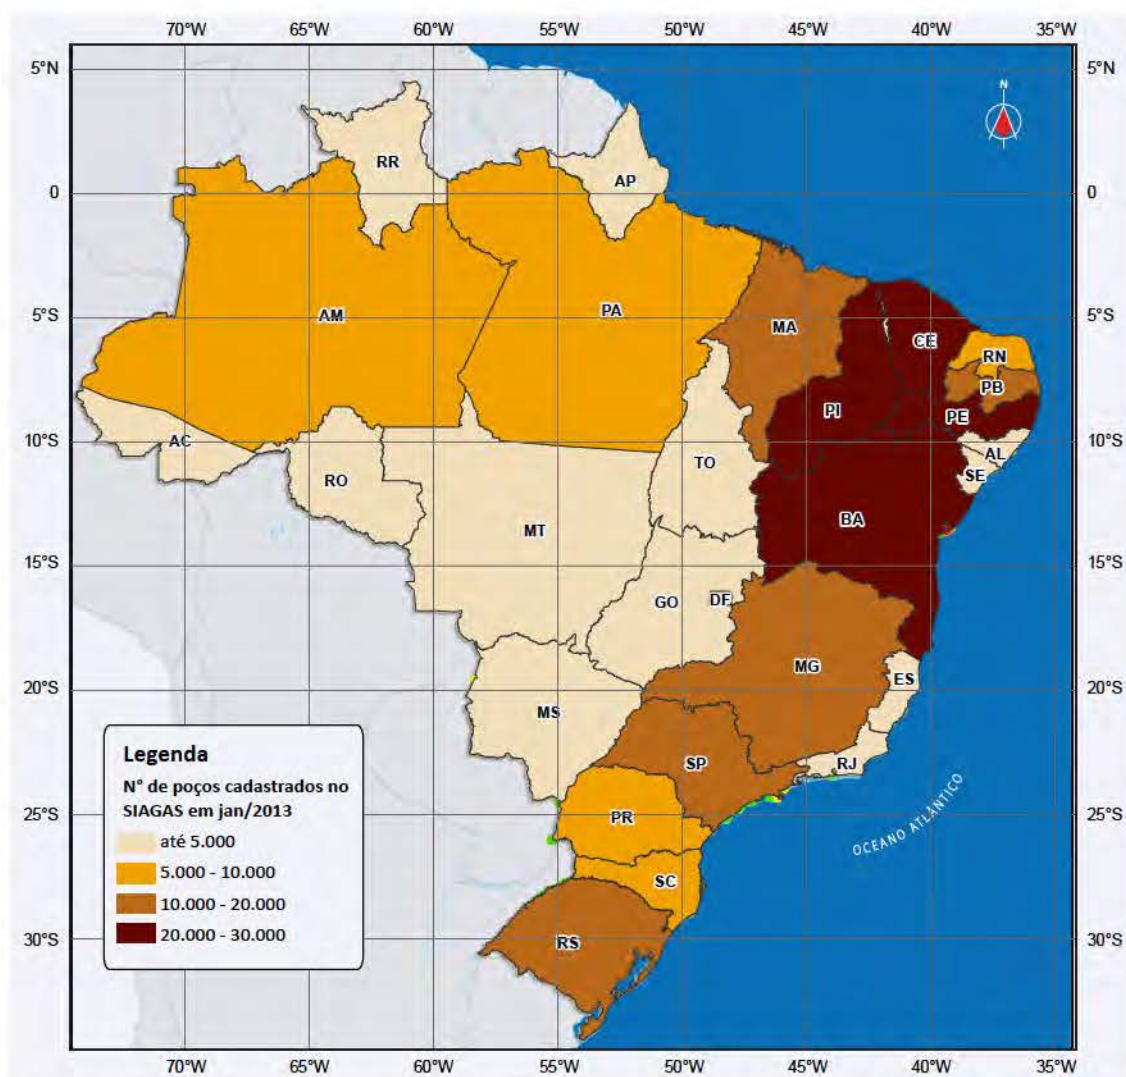 70°W 65°W 60°W 55°W 50°W 45°W 40°W 35°W
5°N 5°N
N
RR
AP
0 0
AM
PA
5°S 5°S
MA
CE
RN
PB
PI
PE
AC
10°S 10°S
AL
TO
SE
RO
BA
MT
15°S 15°S
GO
DF
MG
ES
20°S 20°S
MS
SP
RJ
Legenda
N° de poços cadastrados no
SIAGAS em jan/2013
até 5.000
5.000 - 10.000
10.000 - 20.000
20.000 - 30.000
OCEANO ATLÂNTICO
25°S 25°S
PR
SC
30°S 30°S
RS
70°W 65°W 60°W 55°W 50°W 45°W 40°W 35°W